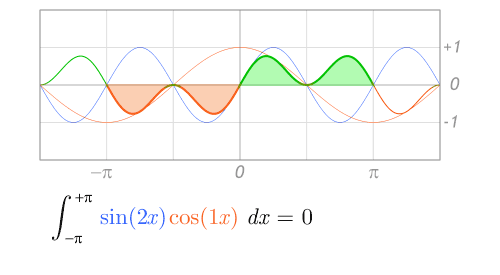 +1
0
-1
−π 0 π
∫₋π⁺π sin(2x)cos(1x) dx = 0